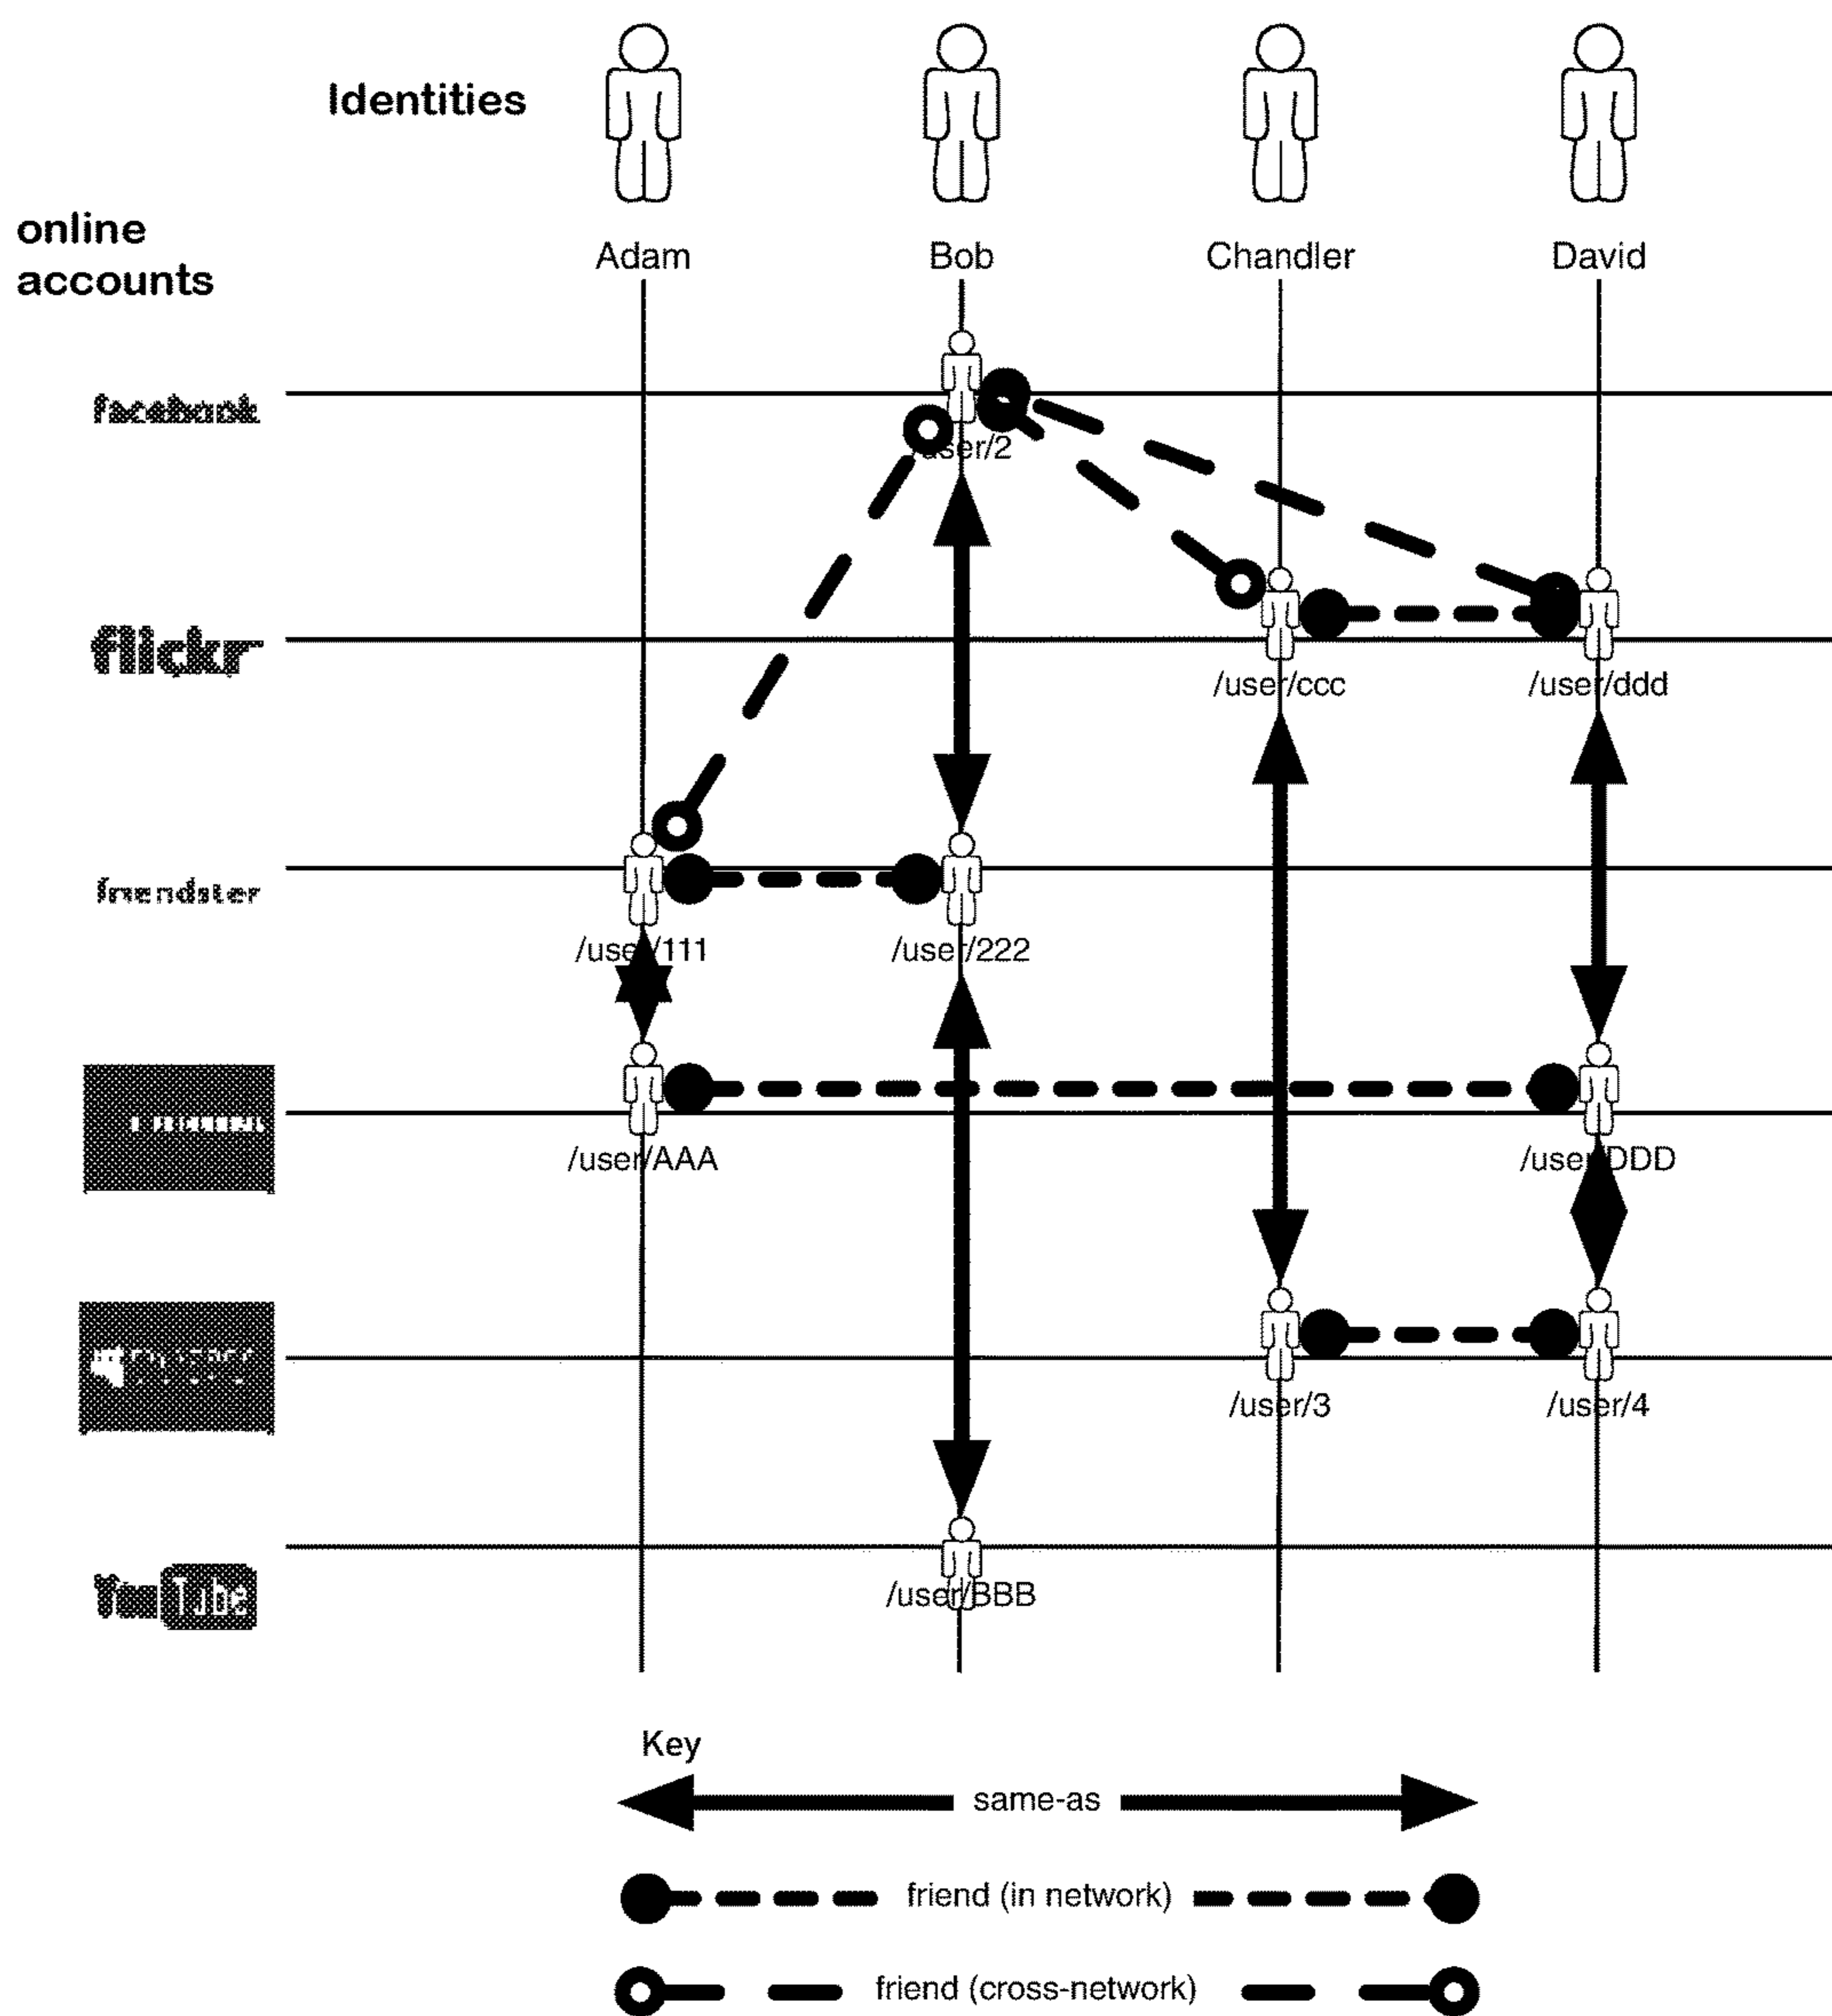 Identities
online
accounts
Adam
Bob
Chandler
David
facebook
user/2
flickr
/user/ccc
/user/ddd
friendster
/user/111
/user/222
/user/AAA
/user/DDD
/user/3
/user/4
You Tube
/user/BBB
Key
same-as
friend (in network)
friend (cross-network)